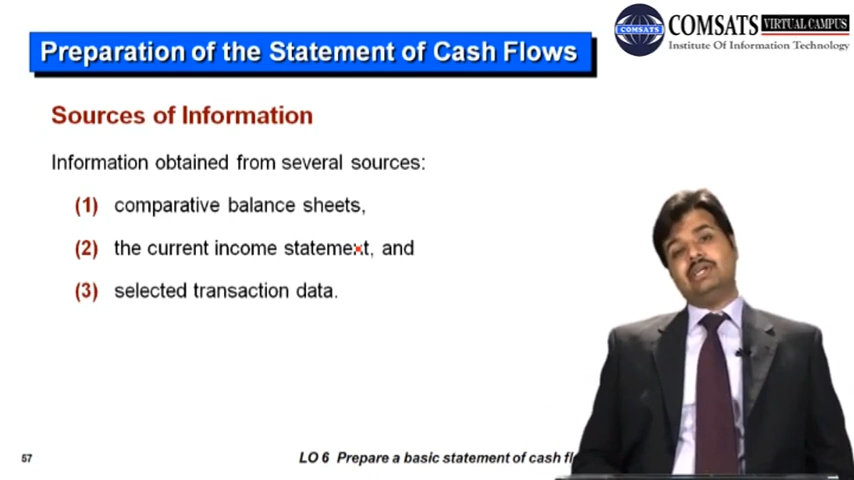 COMSATS VIRTUAL CAMPUS
COMSATS
Institute Of Information Technology
Preparation of the Statement of Cash Flows
Sources of Information
Information obtained from several sources:
(1) comparative balance sheets,
(2) the current income statement, and
(3) selected transaction data.
57
LO 6 Prepare a basic statement of cash